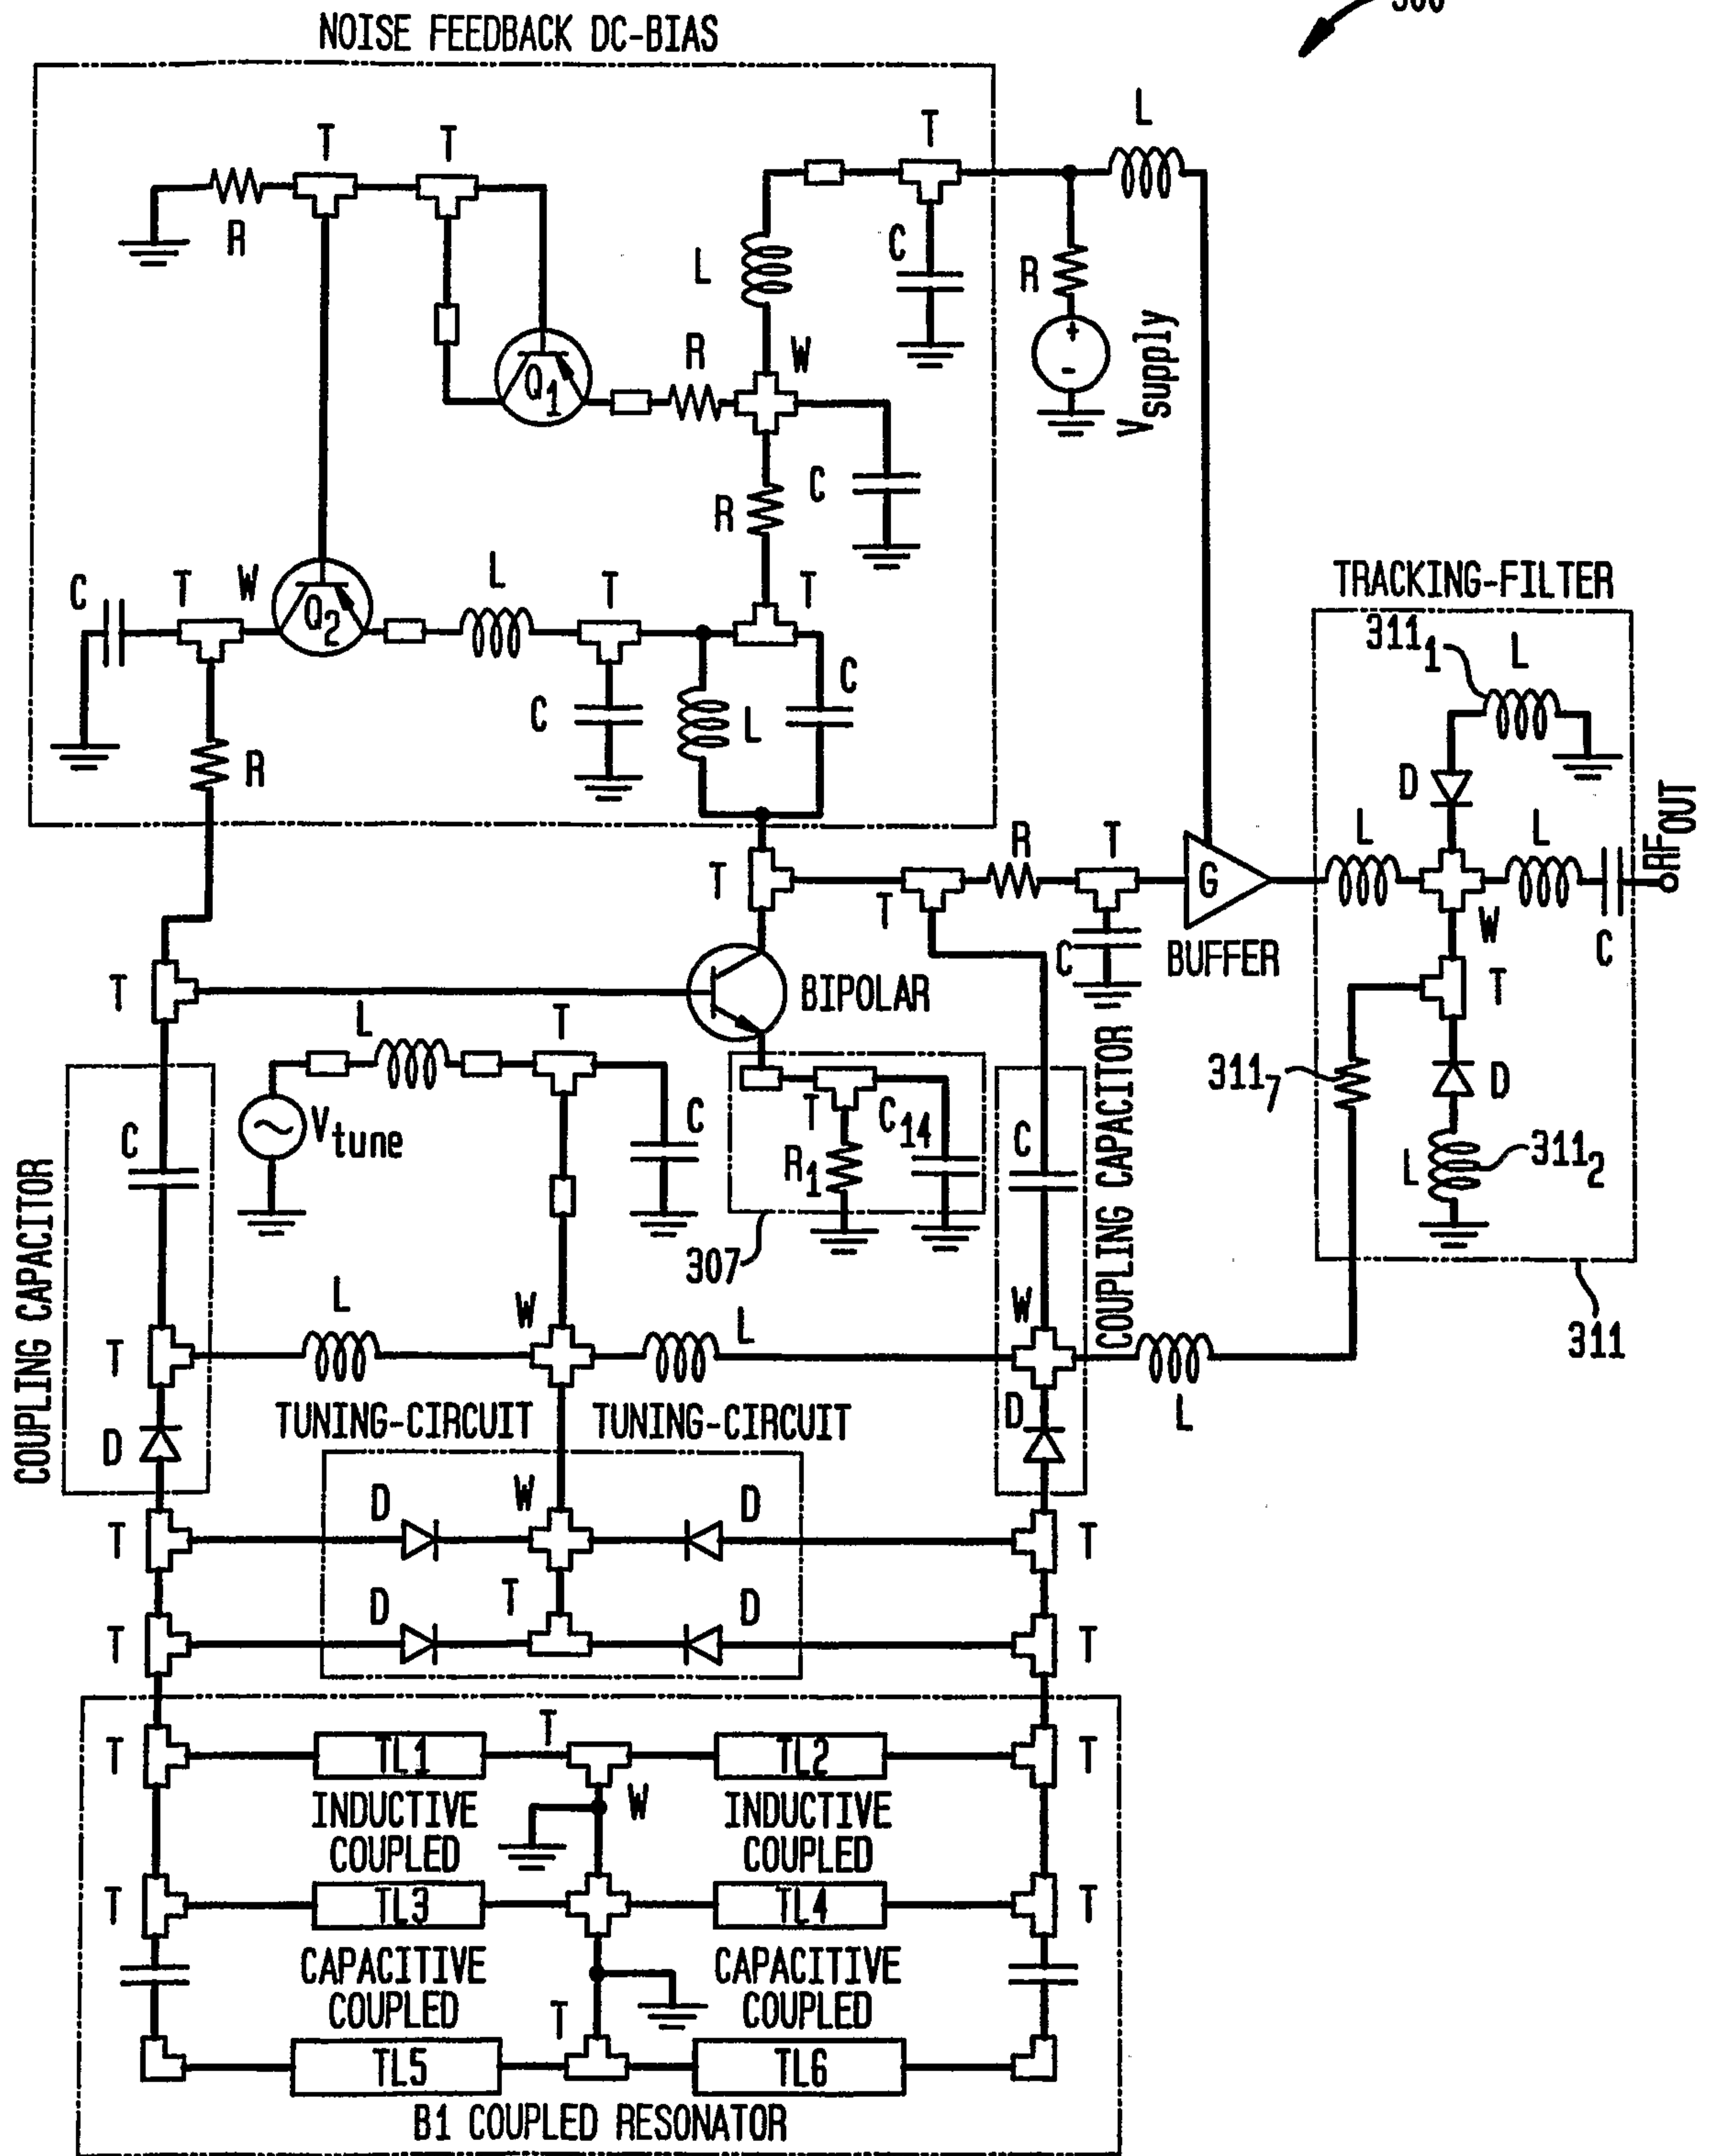 300
NOISE FEEDBACK DC-BIAS
L
T
T
T
R
C
L
R
Vsupply
+
-
Q1
R
W
R
C
C
T
W
Q2
L
T
T
C
L
C
R
TRACKING-FILTER
311₁
L
D
L
L
RFOUT
W
C
T
T
T
R
T
G
BUFFER
C
T
BIPOLAR
L
T
COUPLING CAPACITOR
C
Vtune
C
T
C14
R1
307
C
COUPLING CAPACITOR
311₇
D
L
311₂
311
T
L
W
L
W
L
D
TUNING-CIRCUIT
TUNING-CIRCUIT
D
T
D
W
D
T
T
D
T
D
T
T
TL1
T
TL2
T
W
INDUCTIVE COUPLED
INDUCTIVE COUPLED
T
TL3
TL4
T
CAPACITIVE COUPLED
CAPACITIVE COUPLED
T
TL5
TL6
B1 COUPLED RESONATOR